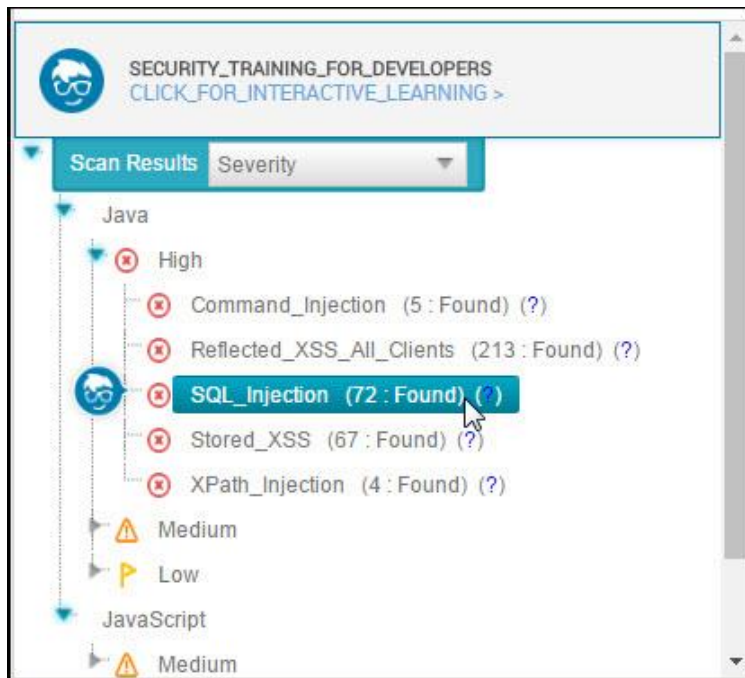 SECURITY_TRAINING_FOR_DEVELOPERS
CLICK_FOR_INTERACTIVE_LEARNING >
Scan Results Severity
Java
High
Command_Injection (5 : Found) (?)
Reflected_XSS_All_Clients (213 : Found) (?)
SQL_Injection (72 : Found) (?)
Stored_XSS (67 : Found) (?)
XPath_Injection (4 : Found) (?)
Medium
Low
JavaScript
Medium